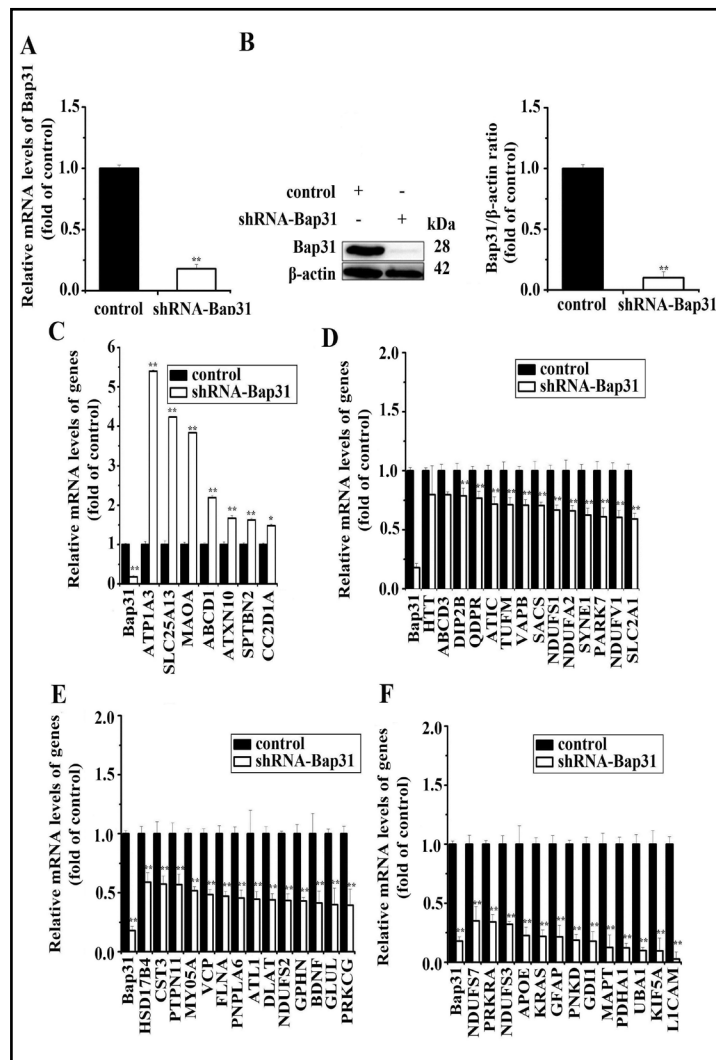 A
B
Relative mRNA levels of Bap31
(fold of control)
1.5
1.0
0.5
0.0
**
control shRNA-Bap31
control + -
shRNA-Bap31 - + kDa
Bap31 28
β-actin 42
Bap31/β-actin ratio
(fold of control)
1.5
1.0
0.5
0.0
**
control shRNA-Bap31
C
Relative mRNA levels of genes
(fold of control)
6
5
4
3
2
1
0
control
shRNA-Bap31
** ** ** ** ** ** ** *
Bap31
ATP1A3
SLC25A13
MAOA
ABCD1
ATXN10
SPTBN2
CC2D1A
D
Relative mRNA levels of genes
(fold of control)
2.0
1.5
1.0
0.5
0.0
control
shRNA-Bap31
** ** ** ** ** ** ** ** ** ** ** **
Bap31
HTT
ABCD3
DIP2B
QDPR
ATIC
TUFM
VAPB
SACS
NDUFS1
NDUFA2
SYNE1
PARK7
NDUFV1
SLC2A1
E
Relative mRNA levels of genes
(fold of control)
2.0
1.5
1.0
0.5
0.0
control
shRNA-Bap31
** ** ** ** ** ** ** ** ** ** ** ** ** ** **
Bap31
HSD17B4
CST3
PTPN11
MY05A
VCP
FLNA
PNPLA6
ATL1
DLAT
NDUFS2
GPHN
BDNF
GLUL
PRKCG
F
Relative mRNA levels of genes
(fold of control)
2.0
1.5
1.0
0.5
0.0
control
shRNA-Bap31
** ** ** ** ** ** ** ** ** ** ** ** ** **
Bap31
NDUFS7
PRKRA
NDUFS3
APOE
KRAS
GFAP
PNKD
GDI1
MAPT
PDHA1
UBA1
KIF5A
L1CAM